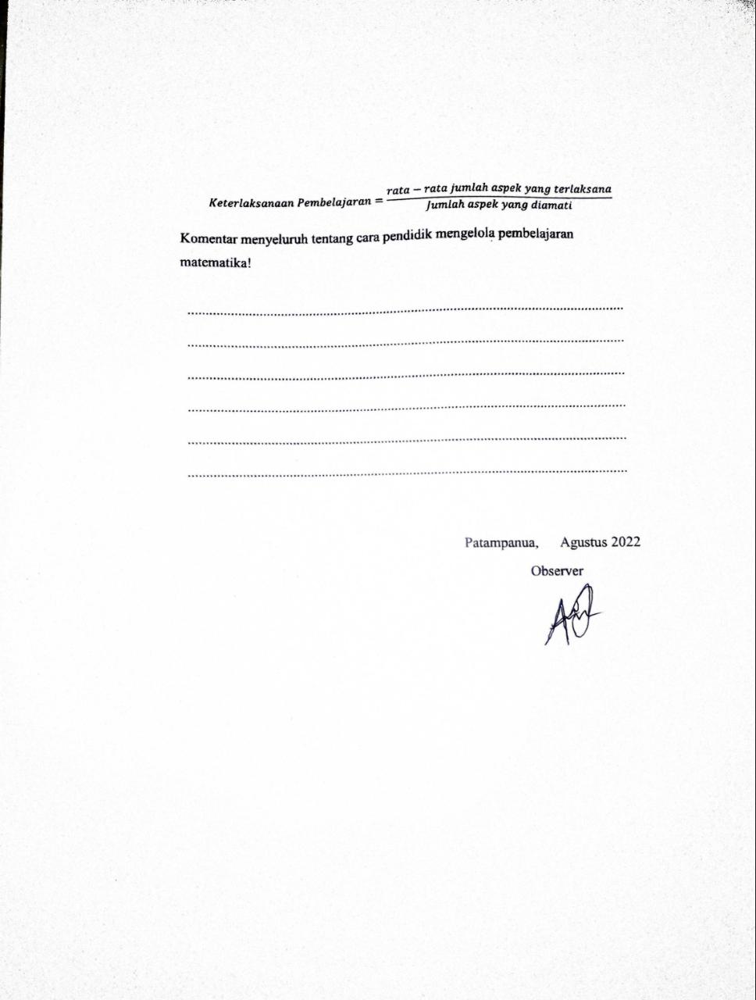 Keterlaksanaan Pembelajaran = rata − rata jumlah aspek yang terlaksana / Jumlah aspek yang diamati
Komentar menyeluruh tentang cara pendidik mengelola pembelajaran
matematika!
................................................................................
................................................................................
................................................................................
................................................................................
................................................................................
................................................................................
Patampanua, Agustus 2022
Observer